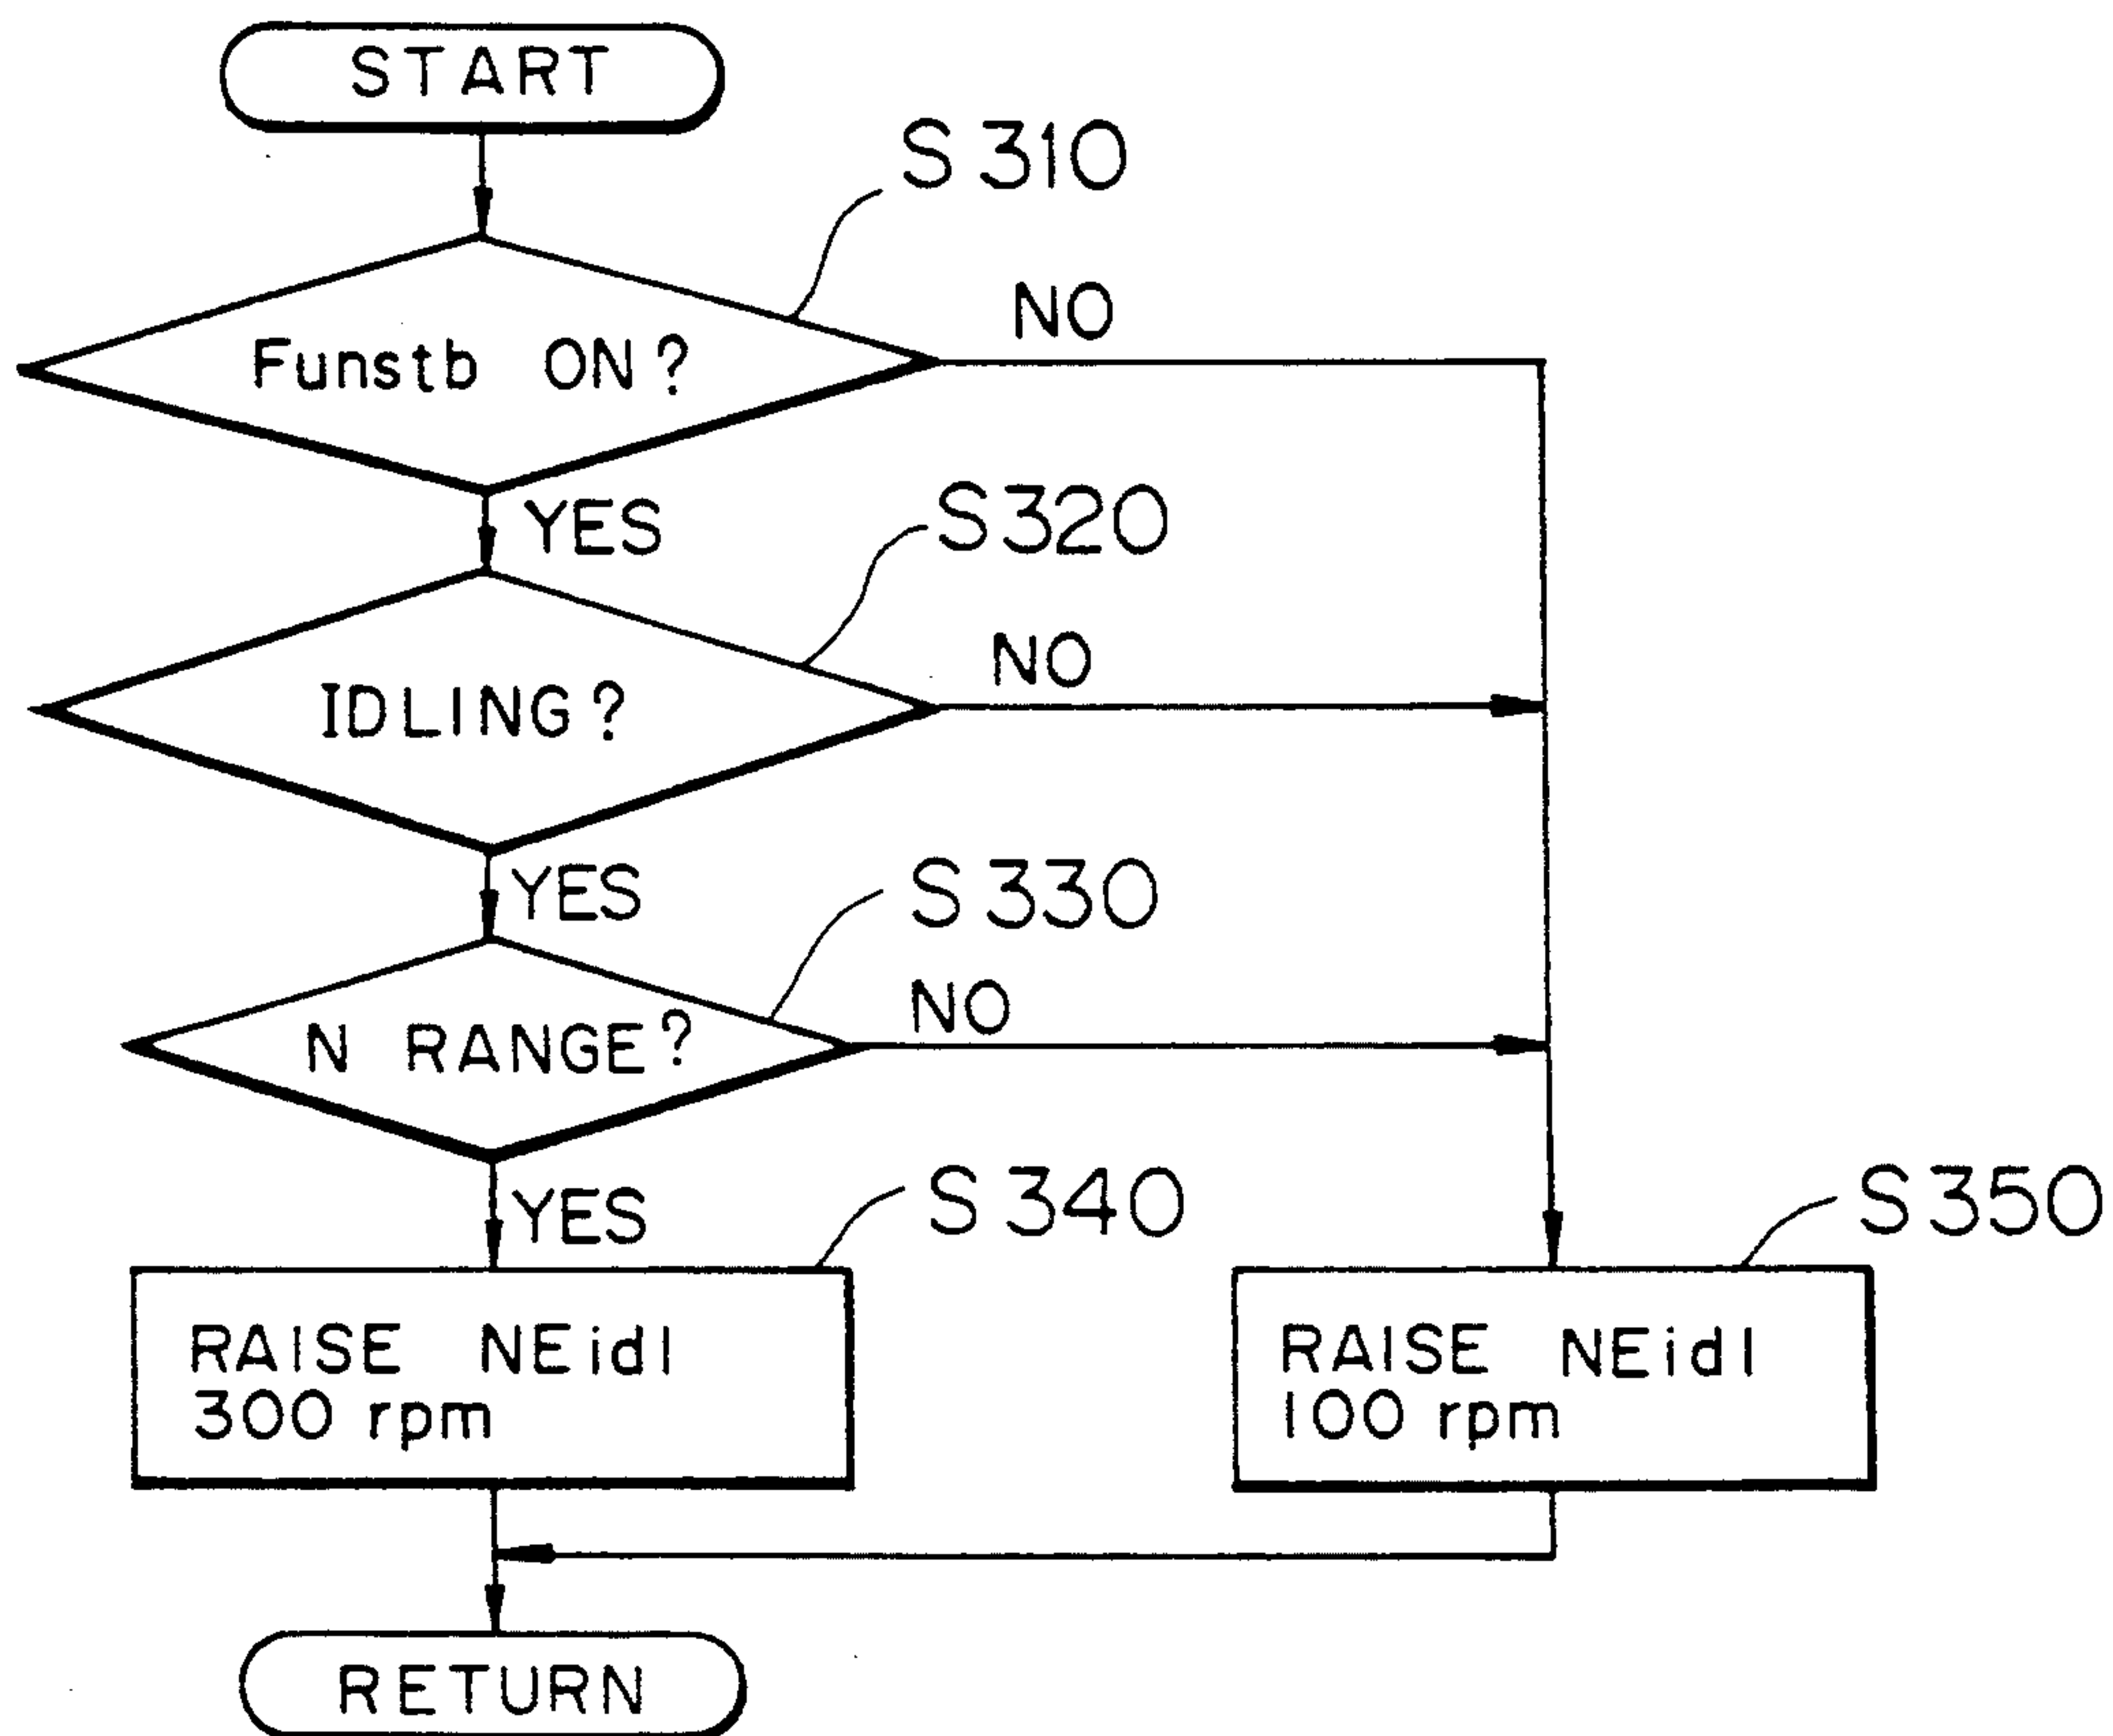 START
S310
Funstb ON?
NO
YES
S320
IDLING?
NO
YES
S330
N RANGE?
NO
YES
S340
S350
RAISE NEidl
300 rpm
RAISE NEidl
100 rpm
RETURN